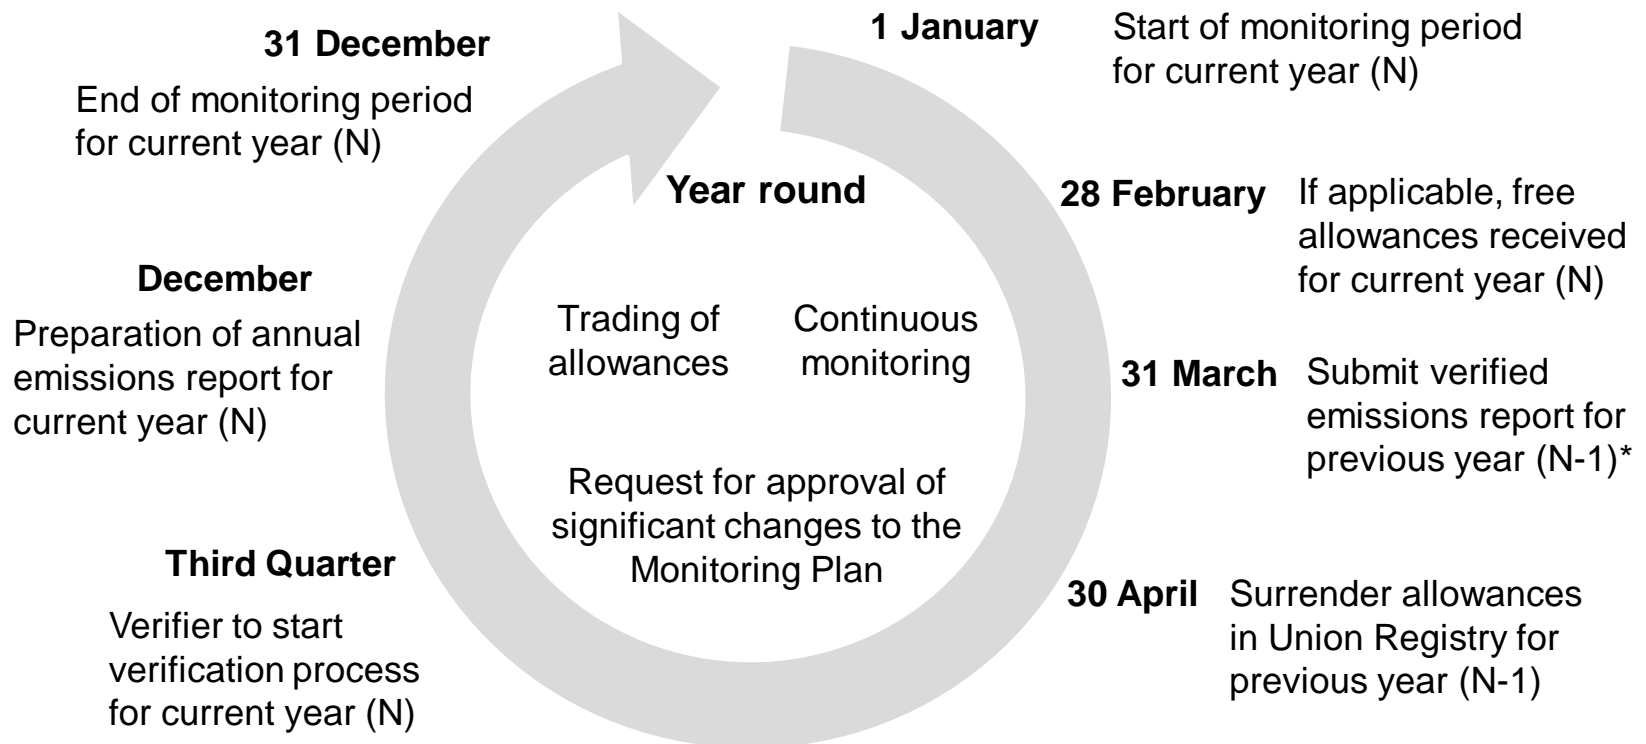 1 January
Start of monitoring period
for current year (N)
28 February
If applicable, free
allowances received
for current year (N)
31 March
Submit verified
emissions report for
previous year (N-1)*
30 April
Surrender allowances
in Union Registry for
previous year (N-1)
Third Quarter
Verifier to start
verification process
for current year (N)
December
Preparation of annual
emissions report for
current year (N)
31 December
End of monitoring period
for current year (N)
Year round
Trading of
allowances
Continuous
monitoring
Request for approval of
significant changes to the
Monitoring Plan